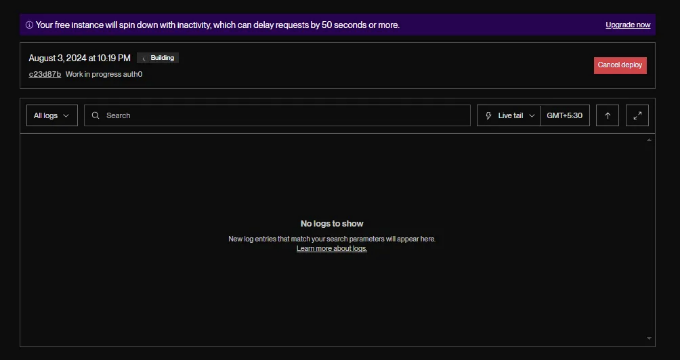 Your free instance will spin down with inactivity, which can delay requests by 50 seconds or more. Upgrade now
August 3, 2024 at 10:19 PM Building
c23d87b Work in progress auth0
Cancel deploy
All logs Search Live tail GMT+5:30
No logs to show
New log entries that match your search parameters will appear here.
Learn more about logs.